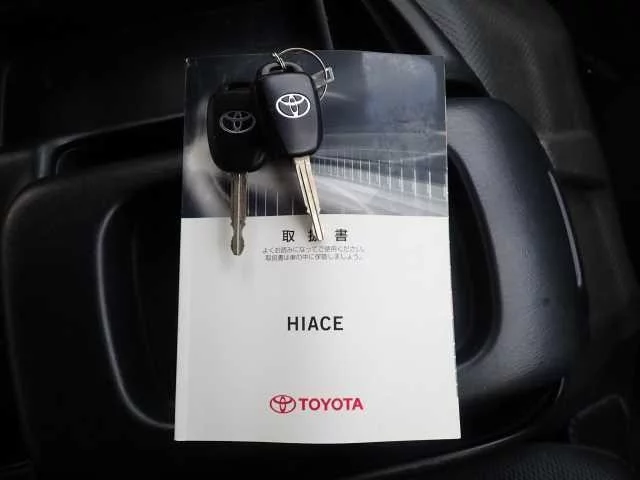 取扱書
よくお読みになってご使用ください。
取扱書は車の中に保管しましょう。
HIACE
TOYOTA